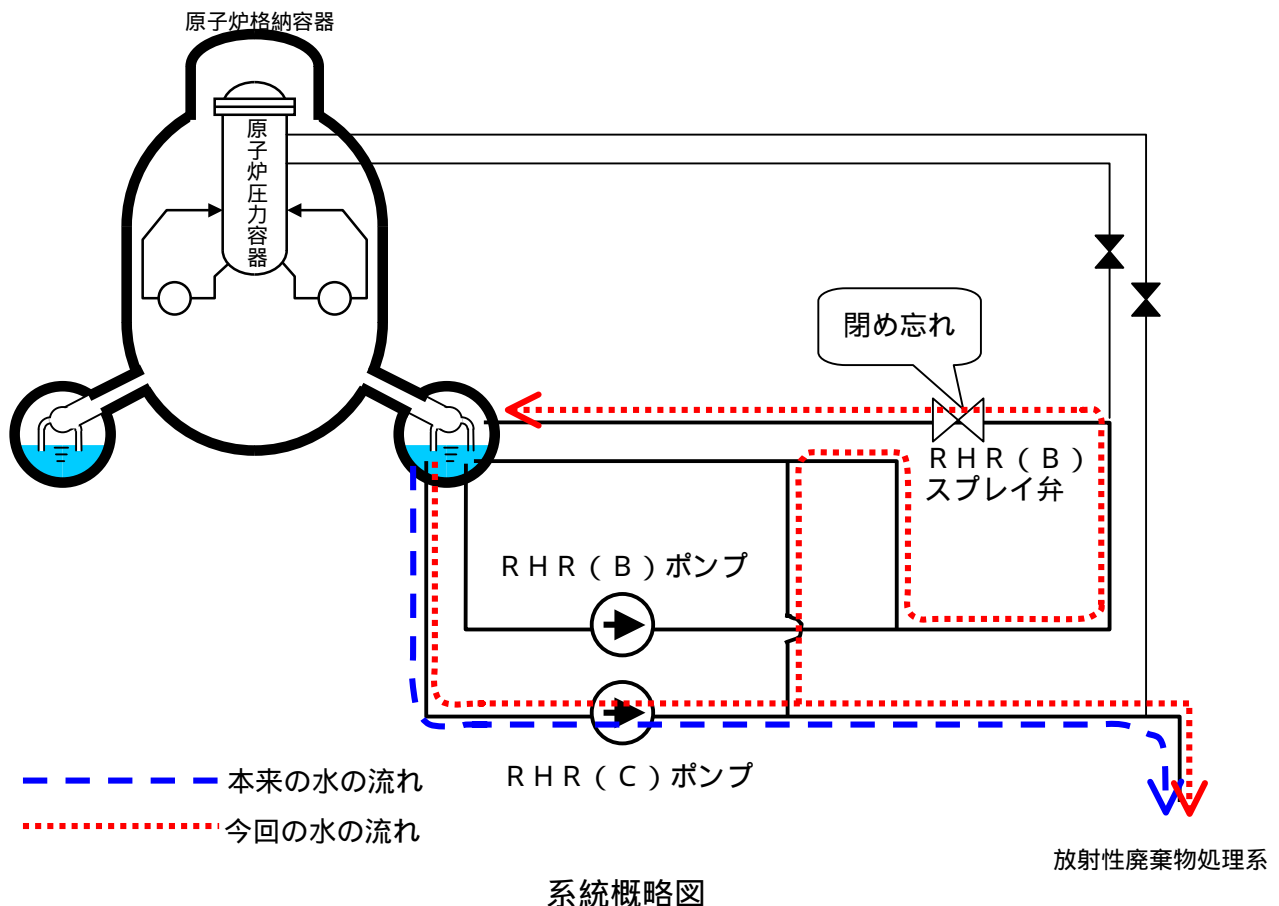 原子炉格納容器
原子炉圧力容器
閉め忘れ
ＲＨＲ（Ｂ）
スプレイ弁
ＲＨＲ（Ｂ）ポンプ
ＲＨＲ（Ｃ）ポンプ
本来の水の流れ
今回の水の流れ
放射性廃棄物処理系
系統概略図